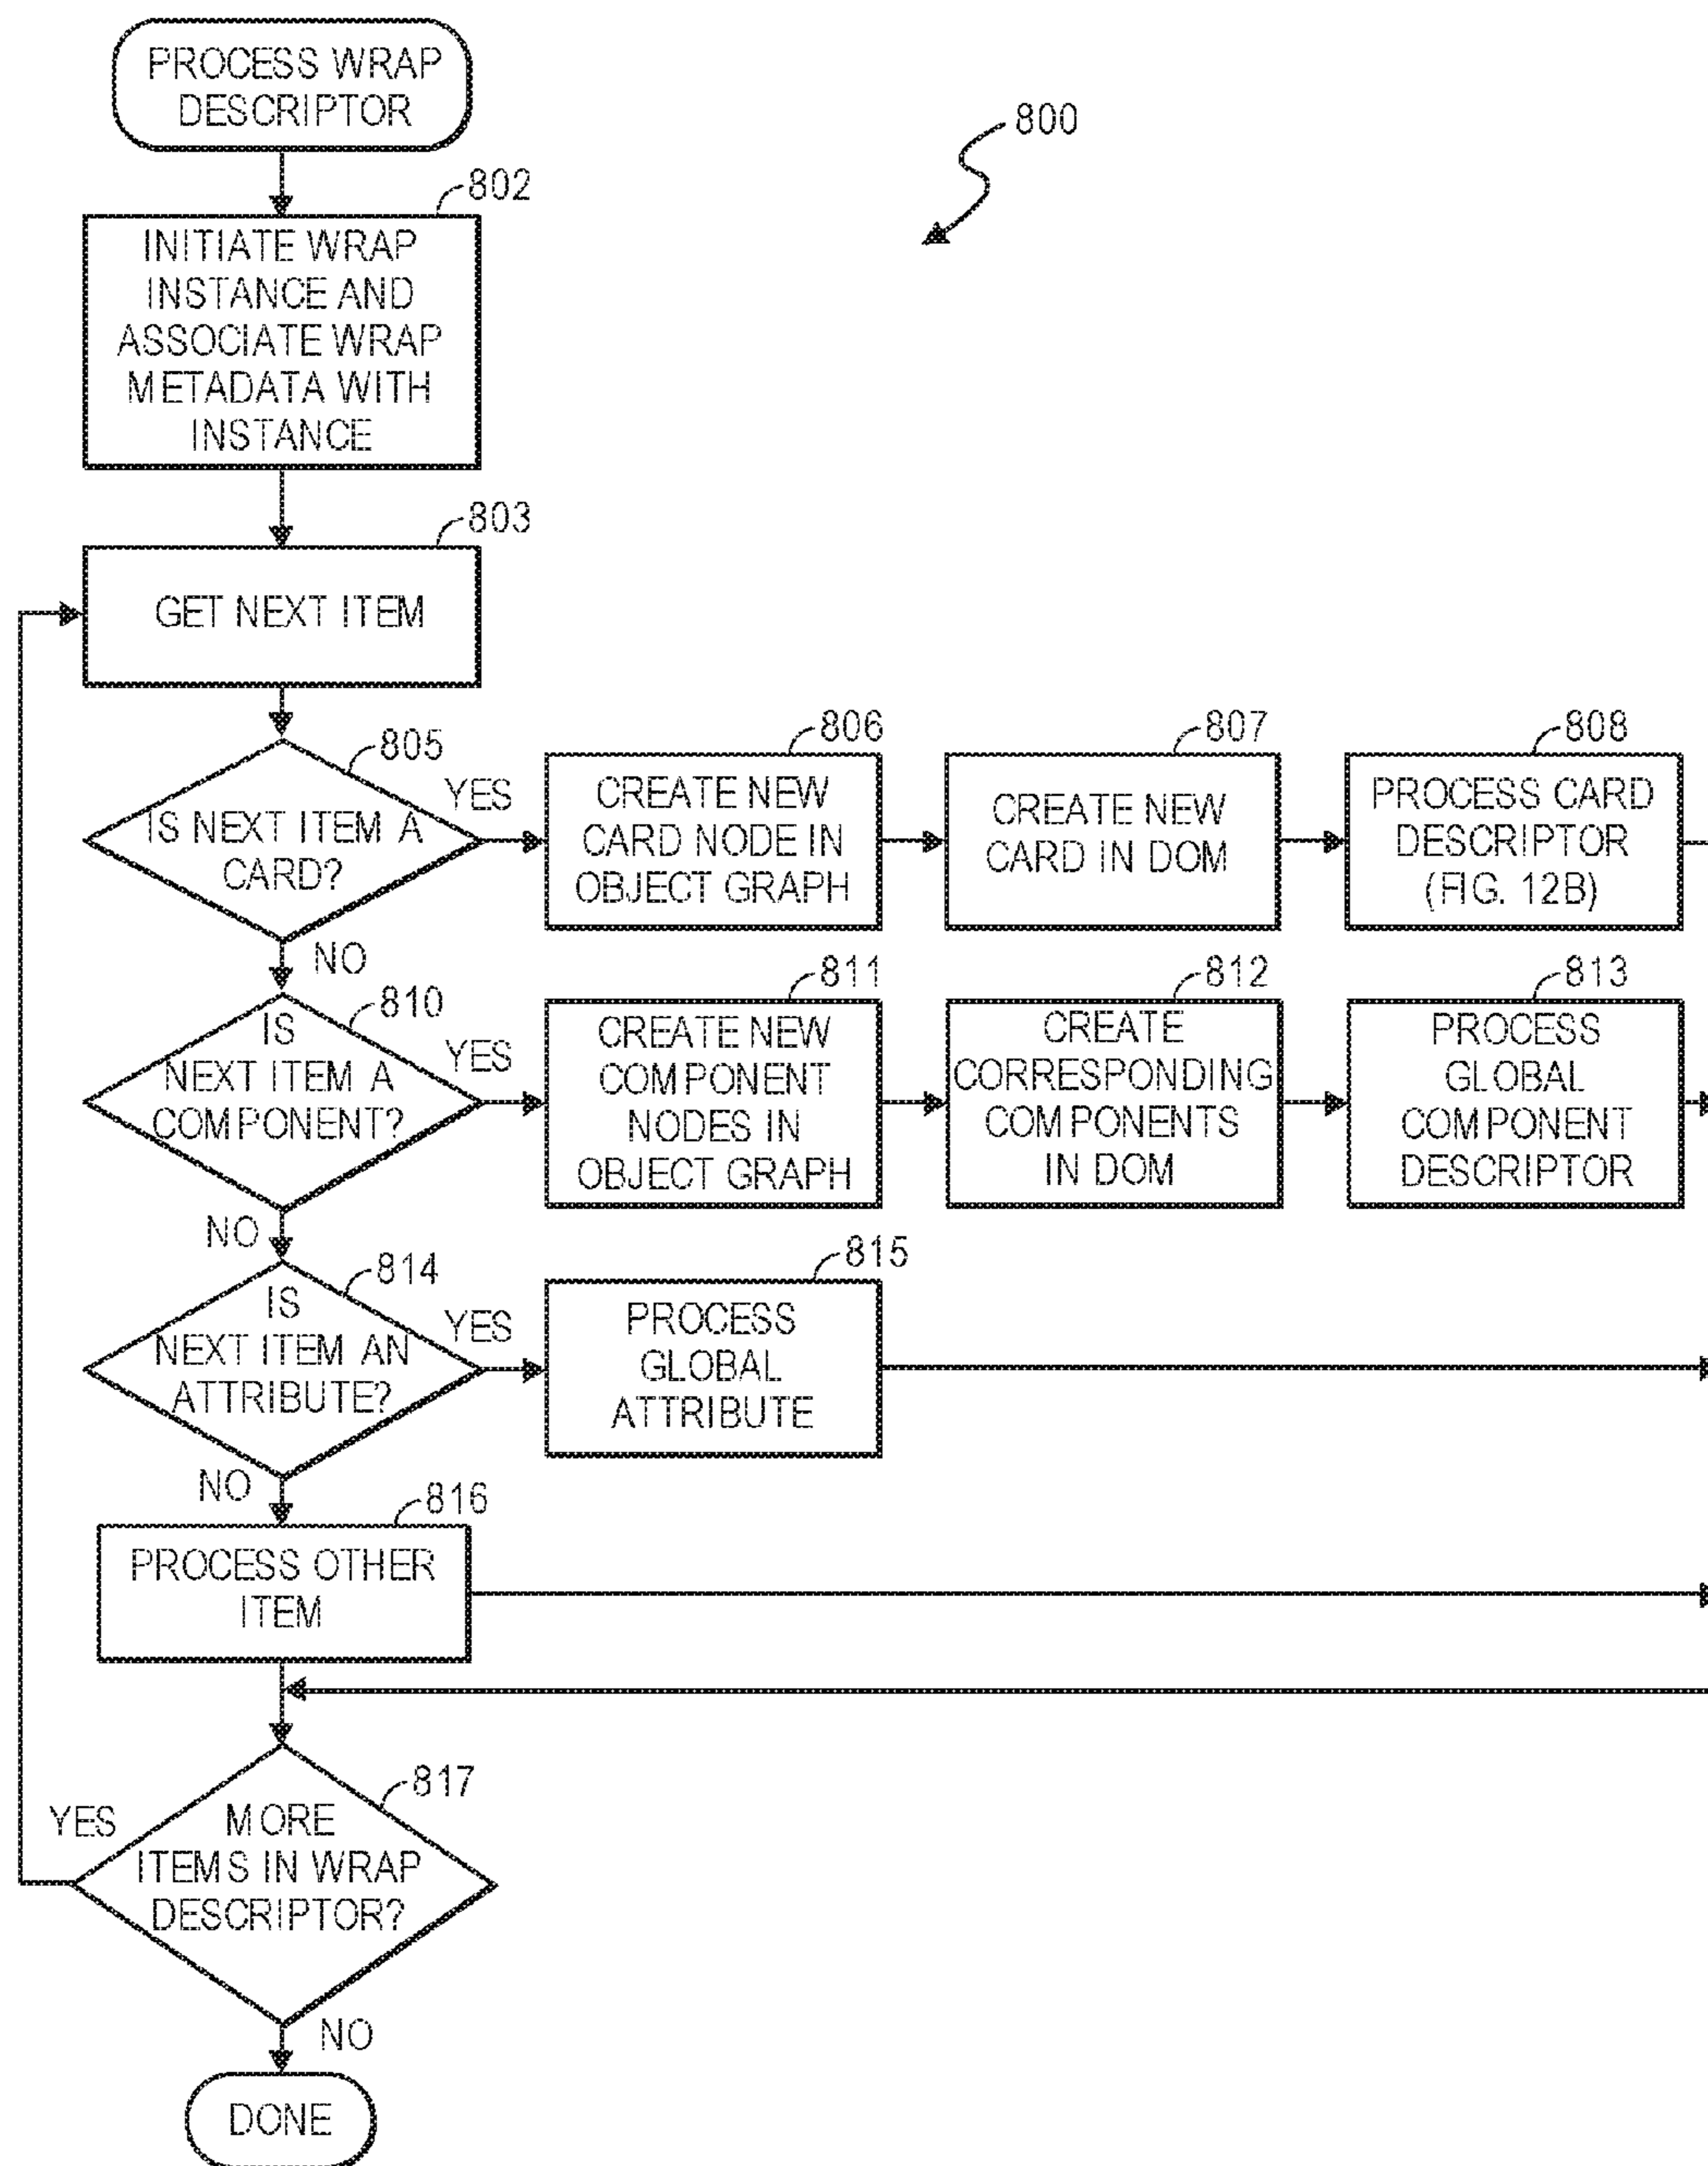 PROCESS WRAP
DESCRIPTOR
800
802
INITIATE WRAP
INSTANCE AND
ASSOCIATE WRAP
METADATA WITH
INSTANCE
803
GET NEXT ITEM
805
IS NEXT ITEM A
CARD?
YES
NO
806
CREATE NEW
CARD NODE IN
OBJECT GRAPH
807
CREATE NEW
CARD IN DOM
808
PROCESS CARD
DESCRIPTOR
(FIG. 12B)
810
IS
NEXT ITEM A
COMPONENT?
YES
NO
811
CREATE NEW
COMPONENT
NODES IN
OBJECT GRAPH
812
CREATE
CORRESPONDING
COMPONENTS
IN DOM
813
PROCESS
GLOBAL
COMPONENT
DESCRIPTOR
814
IS
NEXT ITEM AN
ATTRIBUTE?
YES
NO
815
PROCESS
GLOBAL
ATTRIBUTE
816
PROCESS OTHER
ITEM
817
MORE
ITEMS IN WRAP
DESCRIPTOR?
YES
NO
DONE